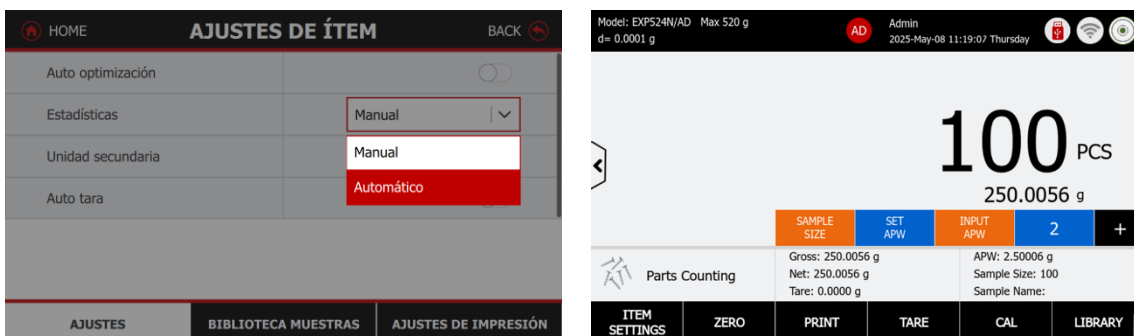 HOME
AJUSTES DE ÍTEM
BACK
Auto optimización
Estadísticas
Manual
Manual
Automático
Unidad secundaria
Auto tara
AJUSTES
BIBLIOTECA MUESTRAS
AJUSTES DE IMPRESIÓN
Model: EXP524N/AD Max 520 g
d= 0.0001 g
AD
Admin
2025-May-08 11:19:07 Thursday
100 PCS
250.0056 g
SAMPLE
SIZE
SET
APW
INPUT
APW
2
+
Parts Counting
Gross: 250.0056 g
Net: 250.0056 g
Tare: 0.0000 g
APW: 2.50006 g
Sample Size: 100
Sample Name:
ITEM
SETTINGS
ZERO
PRINT
TARE
CAL
LIBRARY